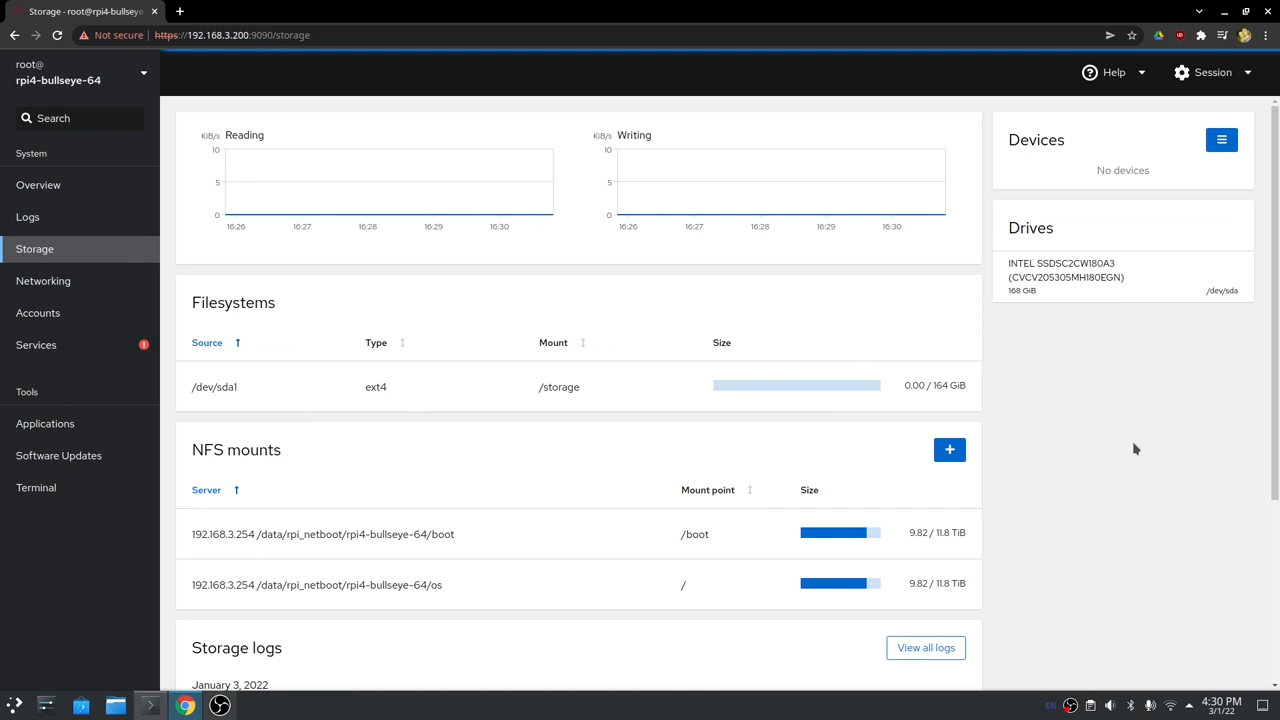 Storage - root@rpi4-bullseye
Not secure
https://192.168.3.200:9090/storage
root@
rpi4-bullseye-64
Help
Session
Search
System
Overview
Logs
Storage
Networking
Accounts
Services
Tools
Applications
Software Updates
Terminal
KiB/s Reading
10
5
0
16:26 16:27 16:28 16:29 16:30
KiB/s Writing
10
5
0
16:26 16:27 16:28 16:29 16:30
Filesystems
Source Type Mount Size
/dev/sda1 ext4 /storage 0.00 / 164 GiB
NFS mounts
Server Mount point Size
192.168.3.254 /data/rpi_netboot/rpi4-bullseye-64/boot /boot 9.82 / 11.8 TiB
192.168.3.254 /data/rpi_netboot/rpi4-bullseye-64/os / 9.82 / 11.8 TiB
Storage logs
View all logs
January 3, 2022
Devices
No devices
Drives
INTEL SSDSC2CW180A3
(CVCV205305MH180EGN)
168 GiB /dev/sda
EN
4:30 PM
3/1/22